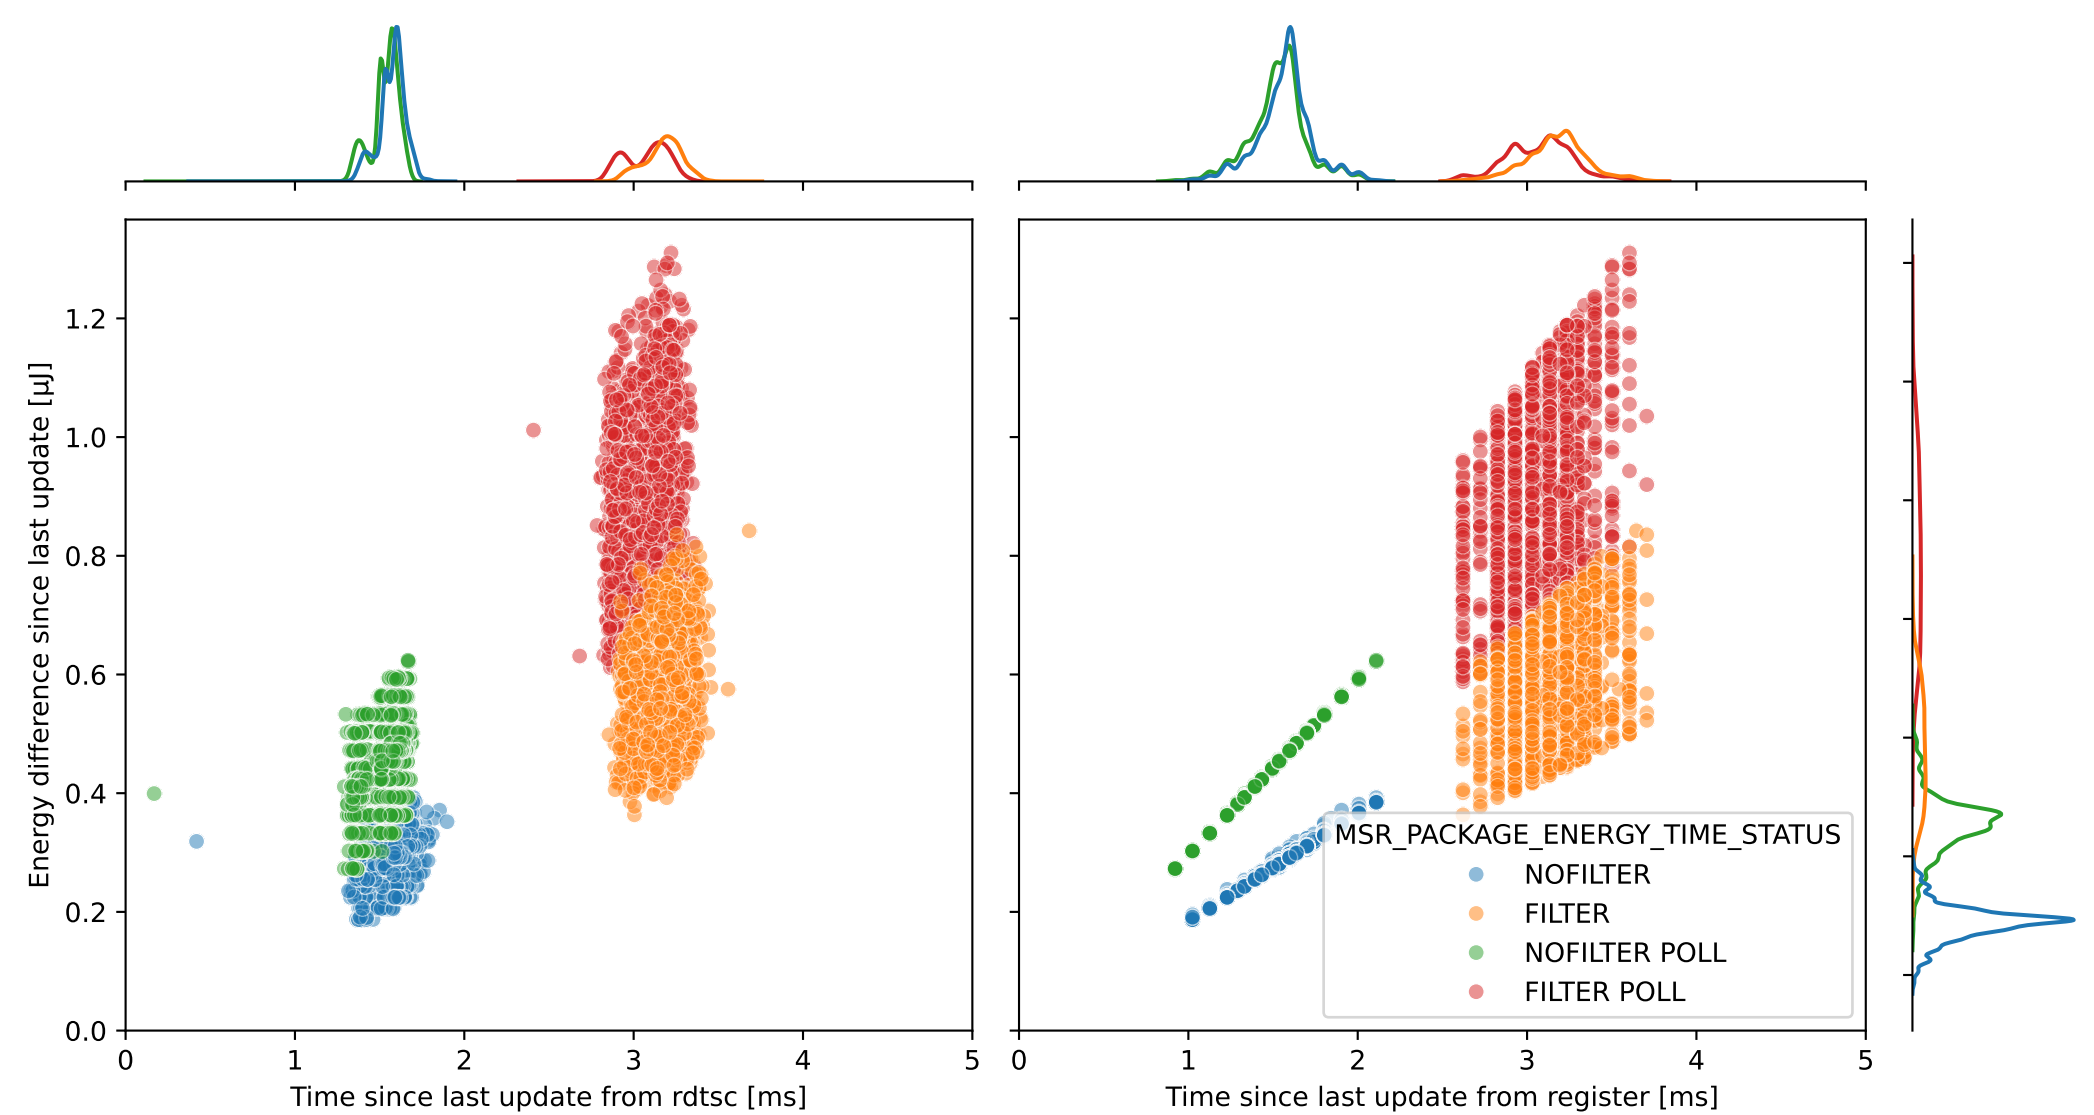 Energy difference since last update [µJ]
1.2
1.0
0.8
0.6
0.4
0.2
0.0
0 1 2 3 4 5
Time since last update from rdtsc [ms]
MSR_PACKAGE_ENERGY_TIME_STATUS
NOFILTER
FILTER
NOFILTER POLL
FILTER POLL
0 1 2 3 4 5
Time since last update from register [ms]